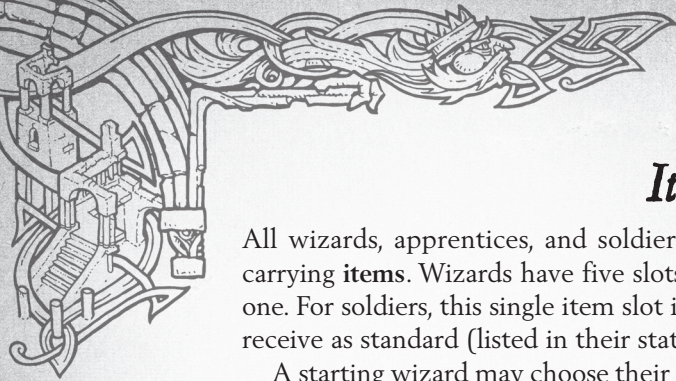 It
All wizards, apprentices, and soldier
carrying items. Wizards have five slots
one. For soldiers, this single item slot i
receive as standard (listed in their stat
A starting wizard may choose their